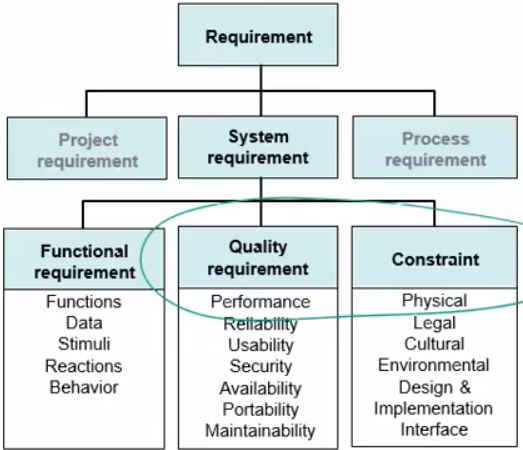 Requirement
Project
requirement
System
requirement
Process
requirement
Functional
requirement
Functions
Data
Stimuli
Reactions
Behavior
Quality
requirement
Performance
Reliability
Usability
Security
Availability
Portability
Maintainability
Constraint
Physical
Legal
Cultural
Environmental
Design &
Implementation
Interface